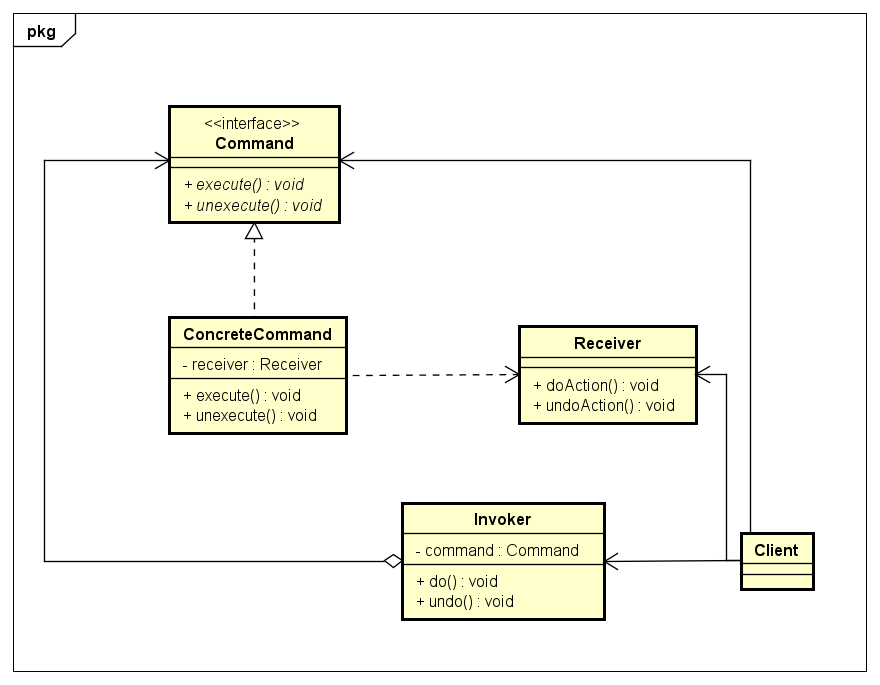 pkg
<<interface>>
Command
+ execute() : void
+ unexecute() : void
ConcreteCommand
- receiver : Receiver
+ execute() : void
+ unexecute() : void
Receiver
+ doAction() : void
+ undoAction() : void
Invoker
- command : Command
+ do() : void
+ undo() : void
Client